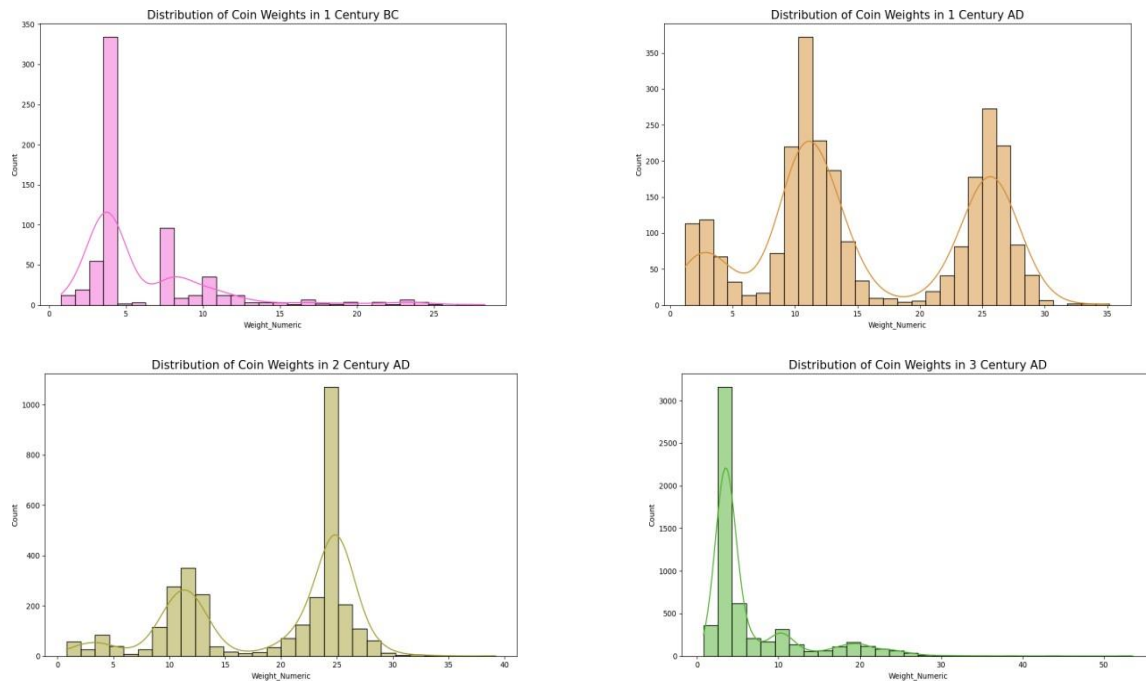 Distribution of Coin Weights in 1 Century BC
350
300
250
200
150
100
50
0
Count
0 5 10 15 20 25
Weight_Numeric
Distribution of Coin Weights in 1 Century AD
350
300
250
200
150
100
50
0
Count
0 5 10 15 20 25 30 35
Weight_Numeric
Distribution of Coin Weights in 2 Century AD
1000
800
600
400
200
0
Count
0 5 10 15 20 25 30 35 40
Weight_Numeric
Distribution of Coin Weights in 3 Century AD
3000
2500
2000
1500
1000
500
0
Count
0 10 20 30 40 50
Weight_Numeric